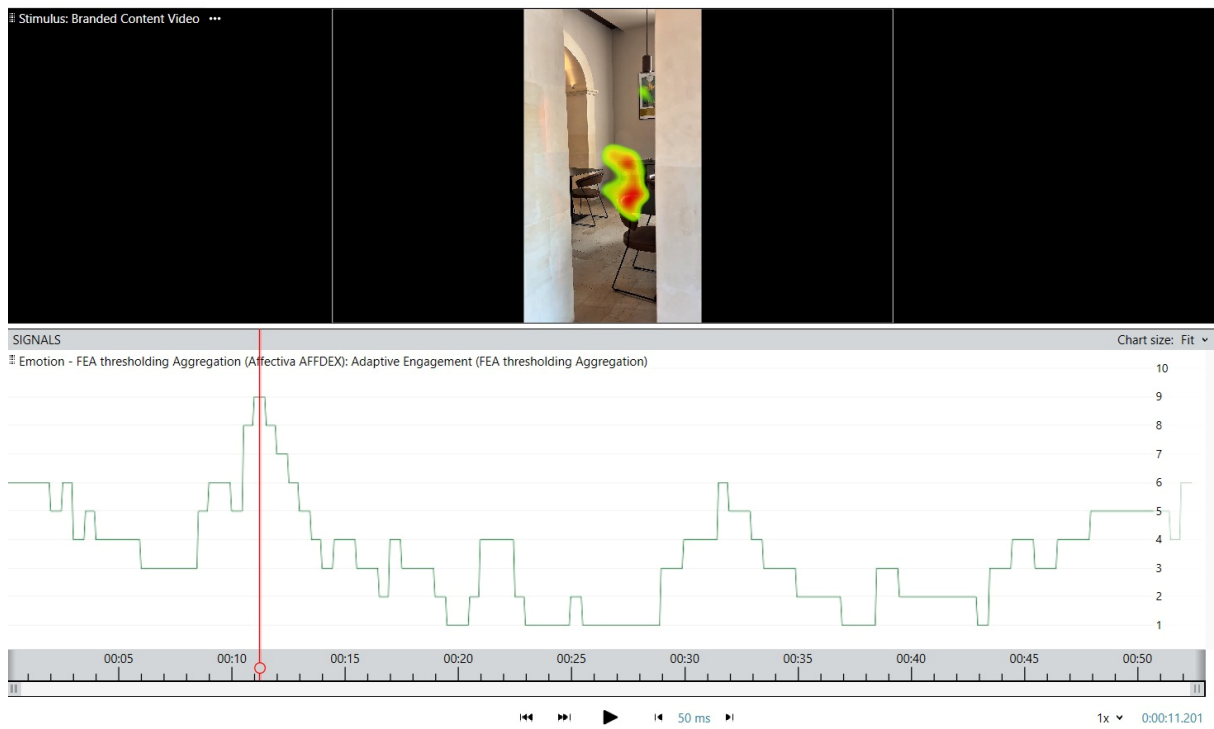 Stimulus: Branded Content Video ...
SIGNALS
Chart size: Fit
Emotion - FEA thresholding Aggregation (Affectiva AFFDEX): Adaptive Engagement (FEA thresholding Aggregation)
10
9
8
7
6
5
4
3
2
1
00:05 00:10 00:15 00:20 00:25 00:30 00:35 00:40 00:45 00:50
50 ms
1x 0:00:11.201